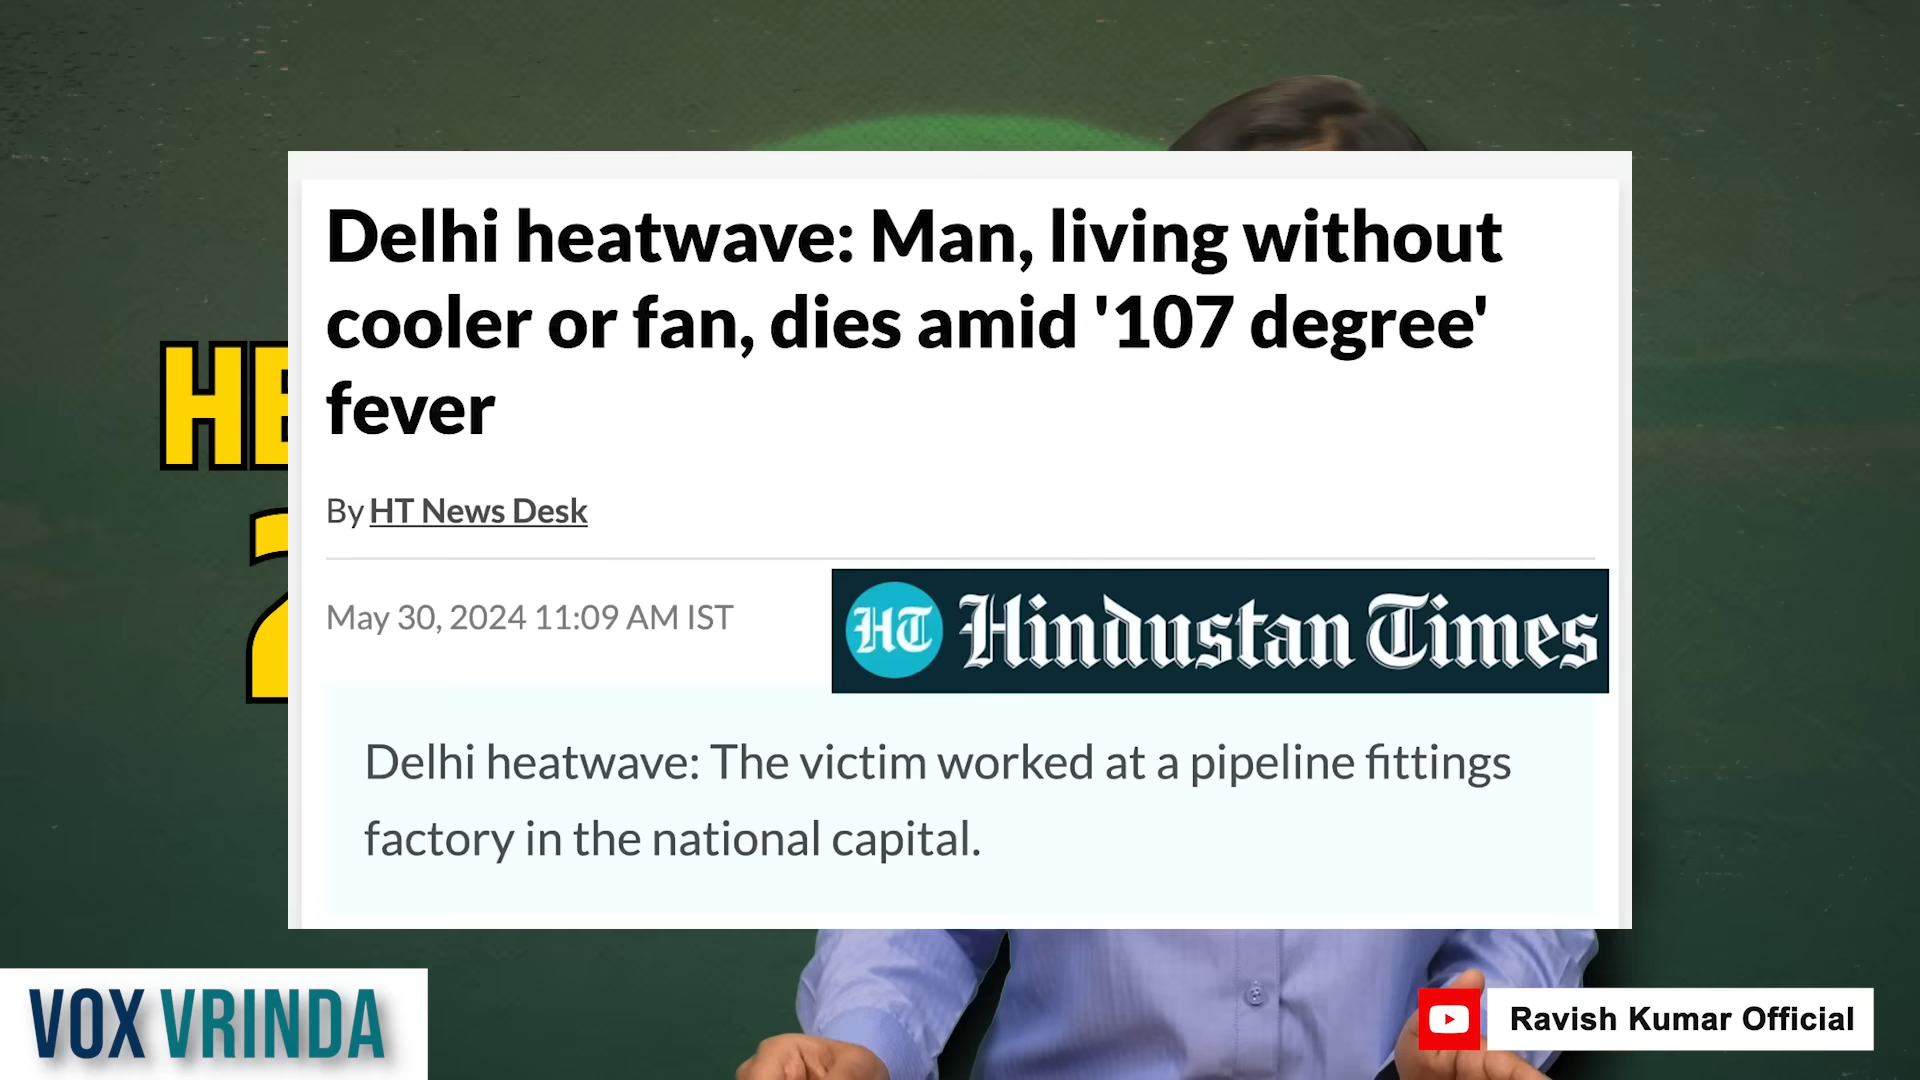 Delhi heatwave: Man, living without
cooler or fan, dies amid '107 degree'
fever
By HT News Desk
May 30, 2024 11:09 AM IST
HT Hindustan Times
Delhi heatwave: The victim worked at a pipeline fittings
factory in the national capital.
VOX VRINDA
Ravish Kumar Official